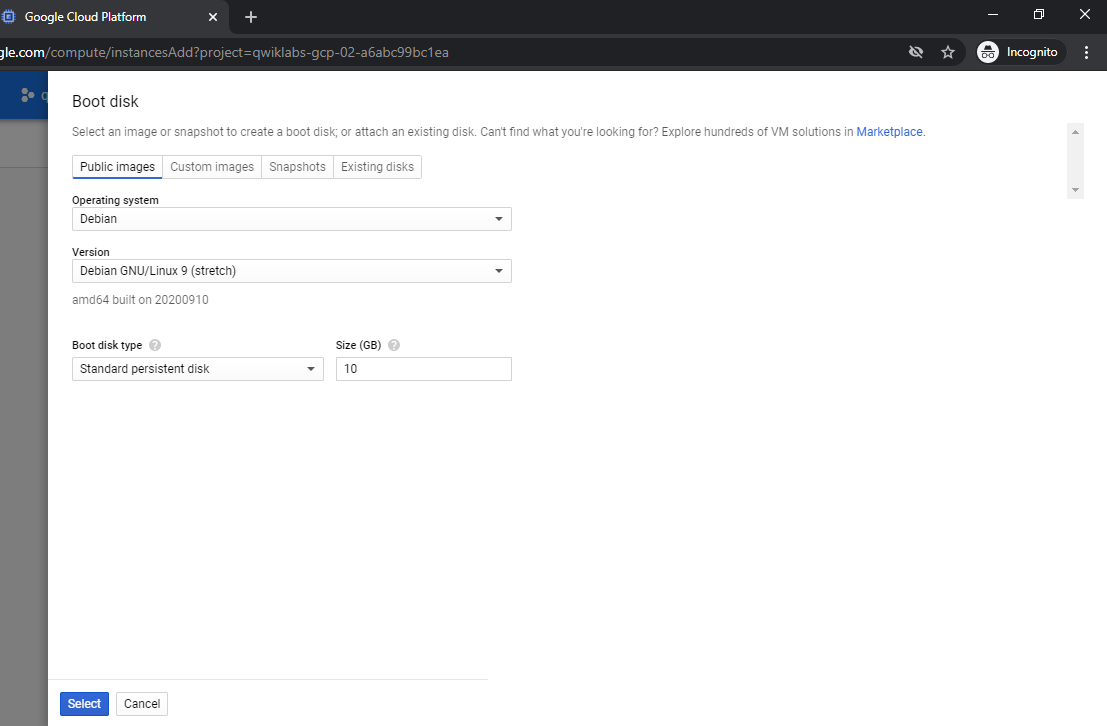 Google Cloud Platform
gle.com/compute/instancesAdd?project=qwiklabs-gcp-02-a6abc99bc1ea
Incognito
Boot disk
Select an image or snapshot to create a boot disk; or attach an existing disk. Can't find what you're looking for? Explore hundreds of VM solutions in Marketplace.
Public images Custom images Snapshots Existing disks
Operating system
Debian
Version
Debian GNU/Linux 9 (stretch)
amd64 built on 20200910
Boot disk type ? Size (GB) ?
Standard persistent disk 10
Select Cancel